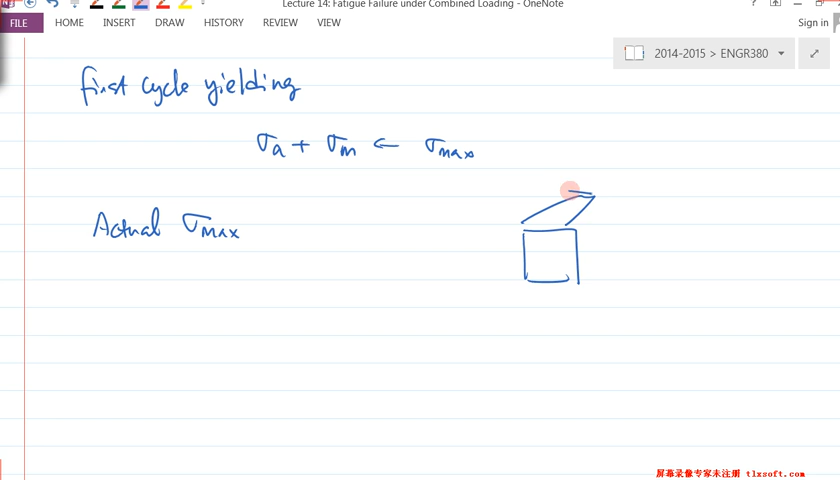 Lecture 14: Fatigue Failure under Combined Loading - OneNote
FILE HOME INSERT DRAW HISTORY REVIEW VIEW
Sign in
2014-2015 > ENGR380
first cycle yielding
σa + σm ← σmax
Actual σmax
屏幕录像专家未注册 tlxsoft.com